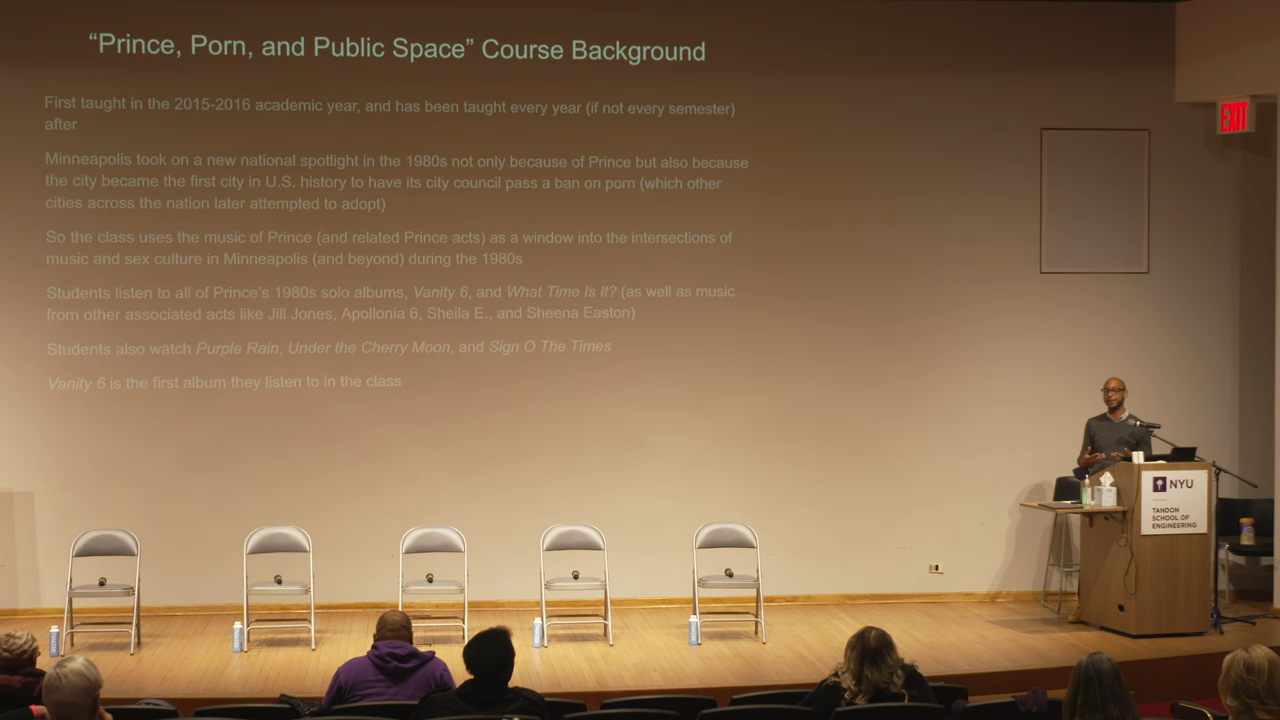 “Prince, Porn, and Public Space” Course Background
First taught in the 2015-2016 academic year, and has been taught every year (if not every semester)
after
Minneapolis took on a new national spotlight in the 1980s not only because of Prince but also because
the city became the first city in U.S. history to have its city council pass a ban on porn (which other
cities across the nation later attempted to adopt)
So the class uses the music of Prince (and related Prince acts) as a window into the intersections of
music and sex culture in Minneapolis (and beyond) during the 1980s
Students listen to all of Prince’s 1980s solo albums, Vanity 6, and What Time Is It? (as well as music
from other associated acts like Jill Jones, Apollonia 6, Sheila E., and Sheena Easton)
Students also watch Purple Rain, Under the Cherry Moon, and Sign O The Times
Vanity 6 is the first album they listen to in the class
EXIT
NYU
TANDON
SCHOOL OF
ENGINEERING